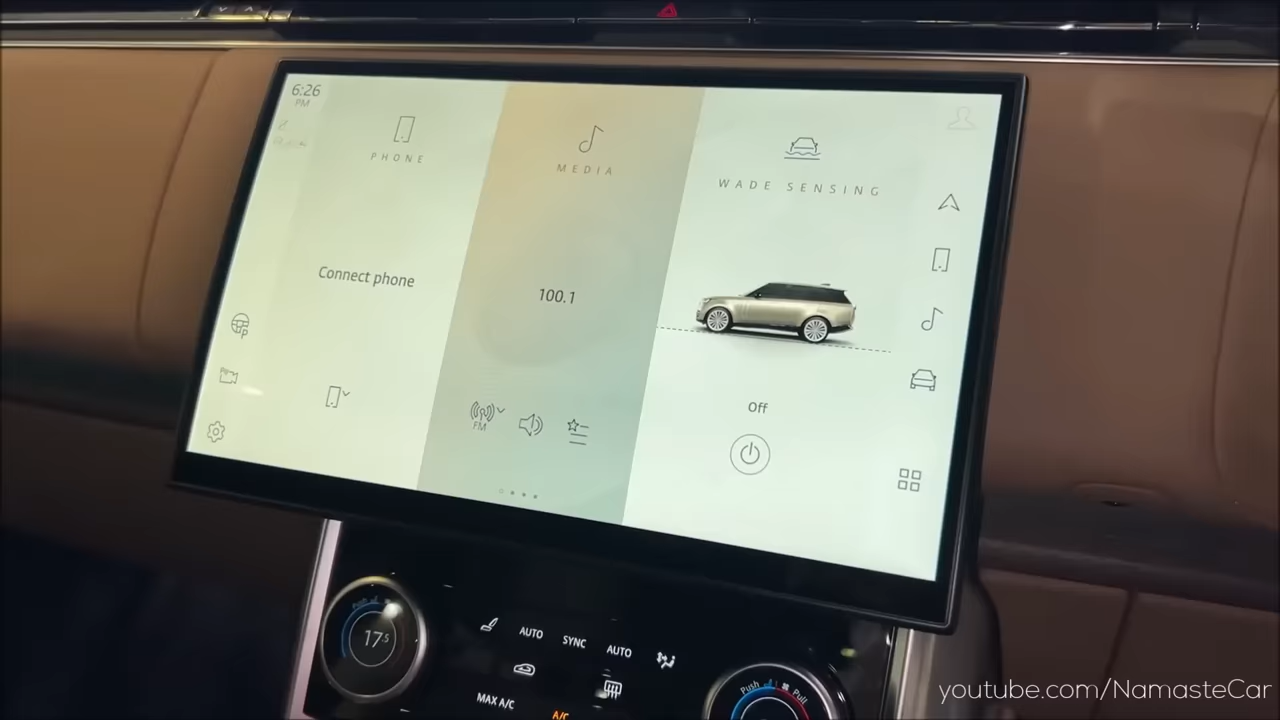 6:26
PM
PHONE
MEDIA
WADE SENSING
Connect phone
100.1
Off
FM
Push
17.5
AUTO
SYNC
AUTO
MAX A/C
A/C
Push
Pull
youtube.com/NamasteCar